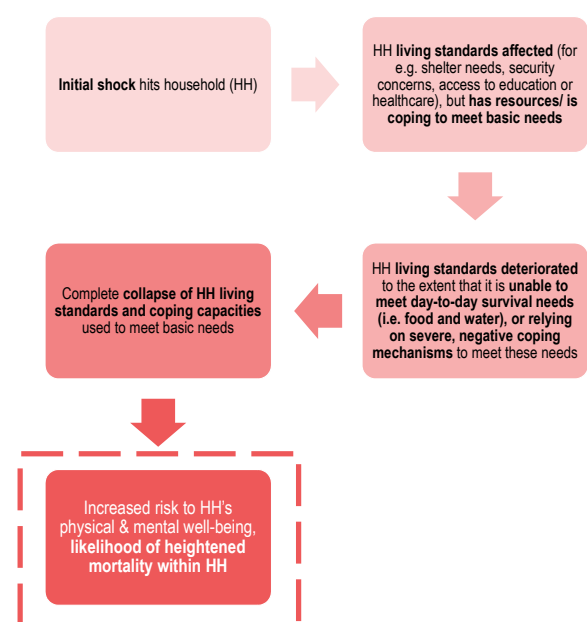 Initial shock hits household (HH)
HH living standards affected (for
e.g. shelter needs, security
concerns, access to education or
healthcare), but has resources/ is
coping to meet basic needs
HH living standards deteriorated
to the extent that it is unable to
meet day-to-day survival needs
(i.e. food and water), or relying
on severe, negative coping
mechanisms to meet these needs
Complete collapse of HH living
standards and coping capacities
used to meet basic needs
Increased risk to HH's
physical & mental well-being,
likelihood of heightened
mortality within HH